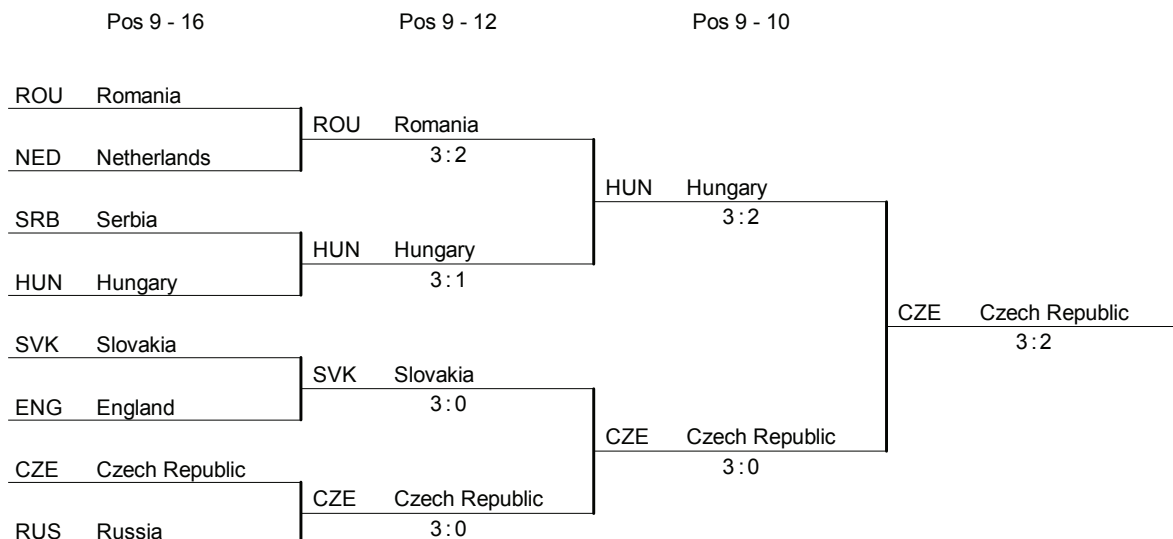 Pos 9 - 16 Pos 9 - 12 Pos 9 - 10
ROU Romania
ROU Romania
3 : 2
NED Netherlands
HUN Hungary
3 : 2
SRB Serbia
HUN Hungary
3 : 1
HUN Hungary
CZE Czech Republic
3 : 2
SVK Slovakia
SVK Slovakia
3 : 0
ENG England
CZE Czech Republic
3 : 0
CZE Czech Republic
CZE Czech Republic
3 : 0
RUS Russia